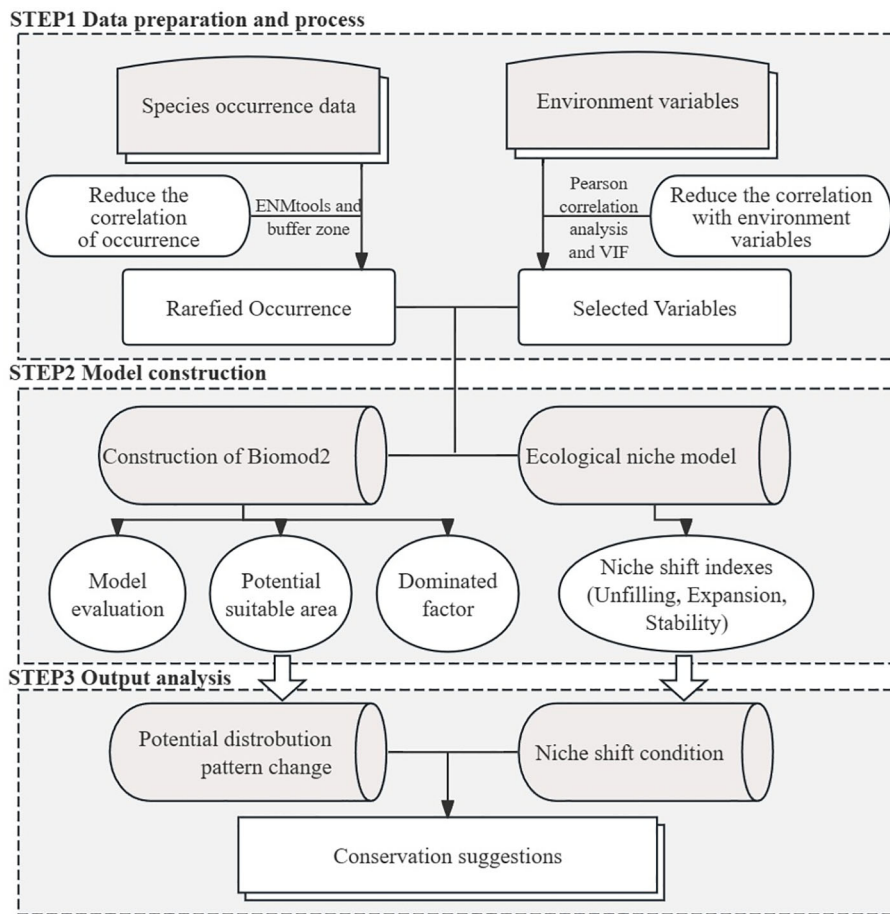 STEP1 Data preparation and process
Species occurrence data
Environment variables
Reduce the
correlation
of occurrence
ENMtools and
buffer zone
Pearson
correlation
analysis
and VIF
Reduce the correlation
with environment
variables
Rarefied Occurrence
Selected Variables
STEP2 Model construction
Construction of Biomod2
Ecological niche model
Model
evaluation
Potential
suitable area
Dominated
factor
Niche shift indexes
(Unfilling, Expansion,
Stability)
STEP3 Output analysis
Potential distrobution
pattern change
Niche shift condition
Conservation suggestions